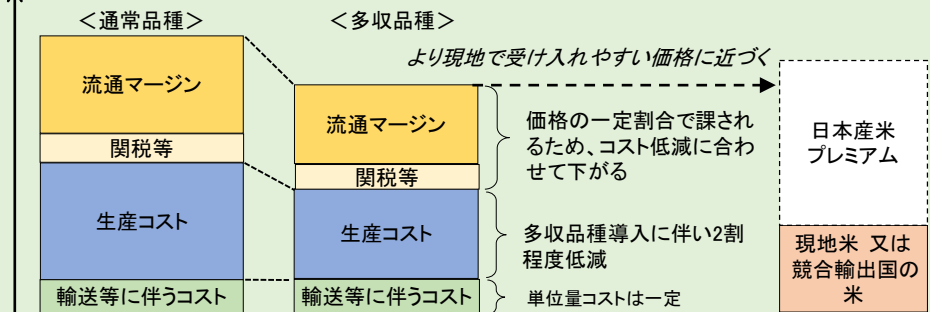 ＜通常品種＞
＜多収品種＞
より現地で受け入れやすい価格に近づく
流通マージン
関税等
生産コスト
輸送等に伴うコスト
流通マージン
関税等
生産コスト
輸送等に伴うコスト
価格の一定割合で課され
るため、コスト低減に合わ
せて下がる
多収品種導入に伴い2割
程度低減
単位量コストは一定
日本産米
プレミアム
現地米 又は
競合輸出国の
米